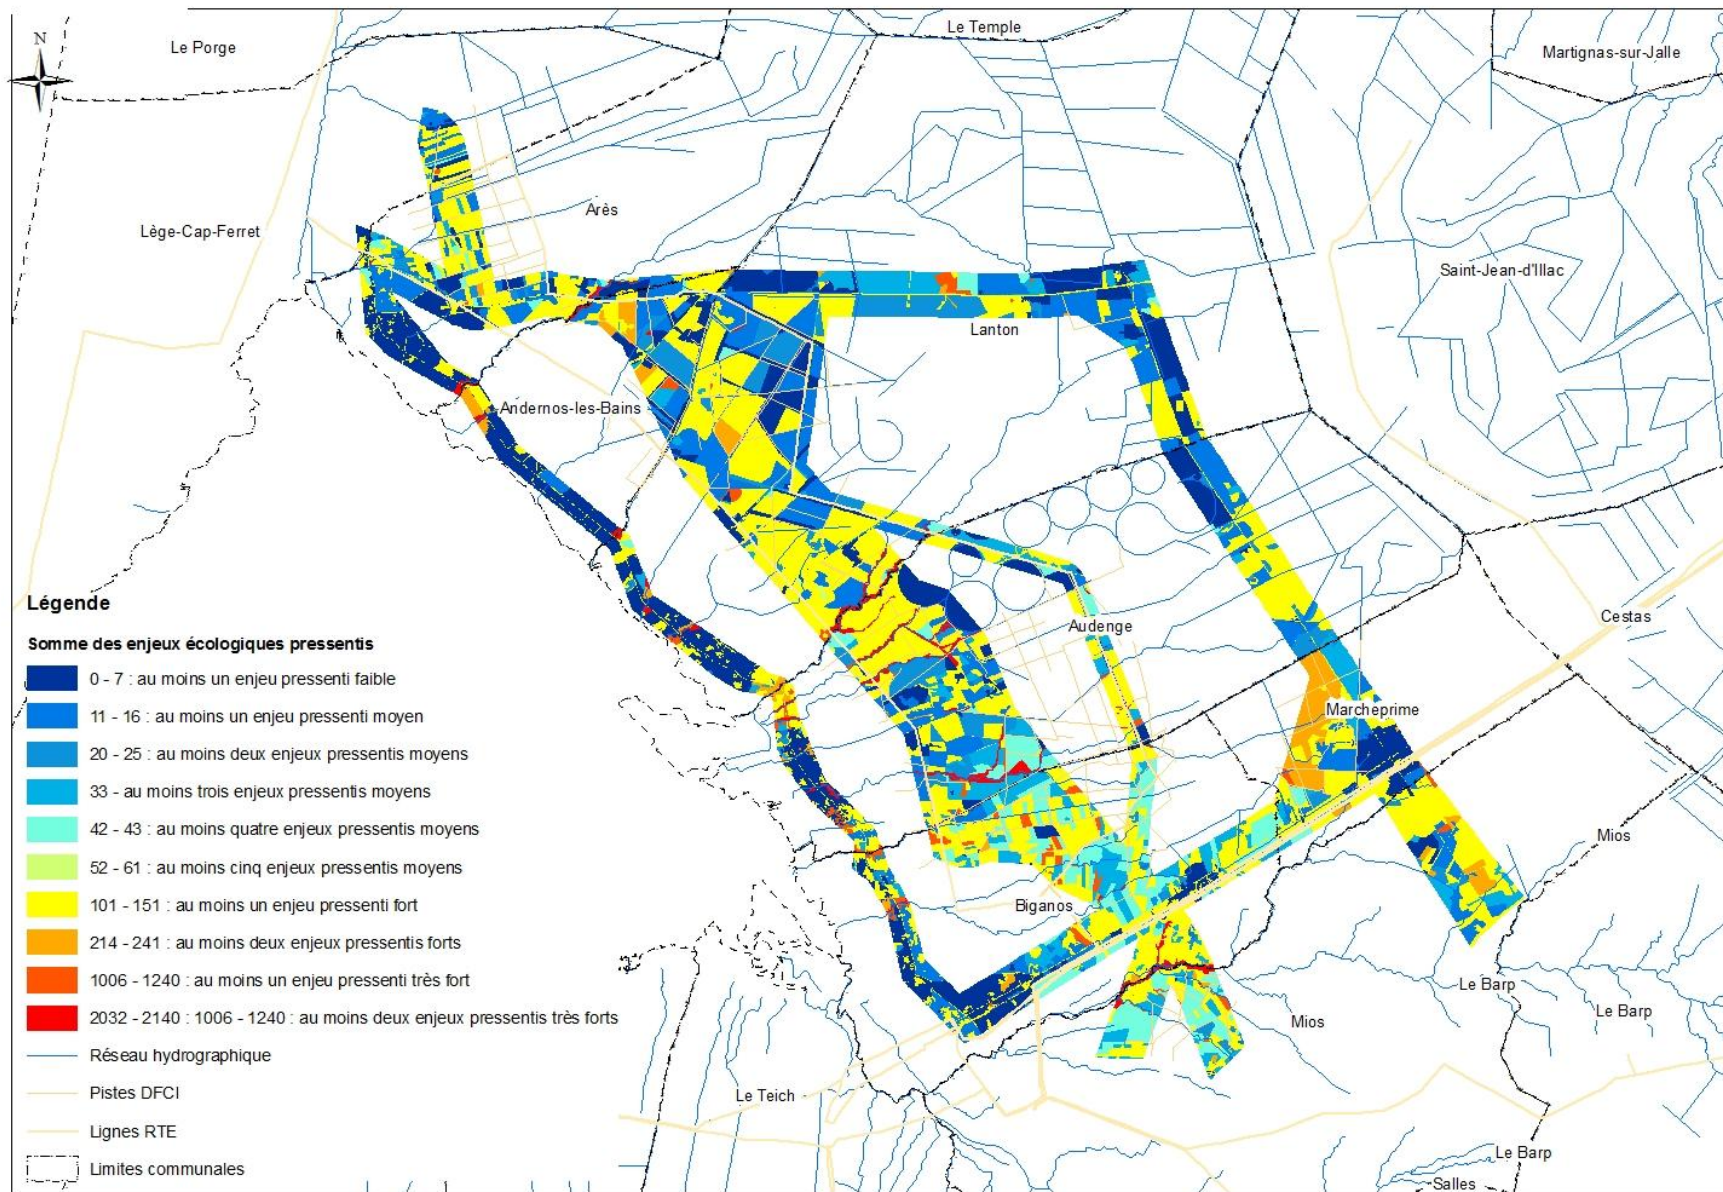 N
Le Porge
Le Temple
Martignas-sur-Jalle
Arès
Lège-Cap-Ferret
Saint-Jean-d'Illac
Lanton
Andernos-les-Bains
Audenge
Cestas
Marcheprime
Mios
Biganos
Le Barp
Le Barp
Mios
Le Teich
Le Barp
Salles
Légende
Somme des enjeux écologiques pressentis
0 - 7 : au moins un enjeu pressenti faible
11 - 16 : au moins un enjeu pressenti moyen
20 - 25 : au moins deux enjeux pressentis moyens
33 - au moins trois enjeux pressentis moyens
42 - 43 : au moins quatre enjeux pressentis moyens
52 - 61 : au moins cinq enjeux pressentis moyens
101 - 151 : au moins un enjeu pressenti fort
214 - 241 : au moins deux enjeux pressentis forts
1006 - 1240 : au moins un enjeu pressenti très fort
2032 - 2140 : 1006 - 1240 : au moins deux enjeux pressentis très forts
Réseau hydrographique
Pistes DFCI
Lignes RTE
Limites communales